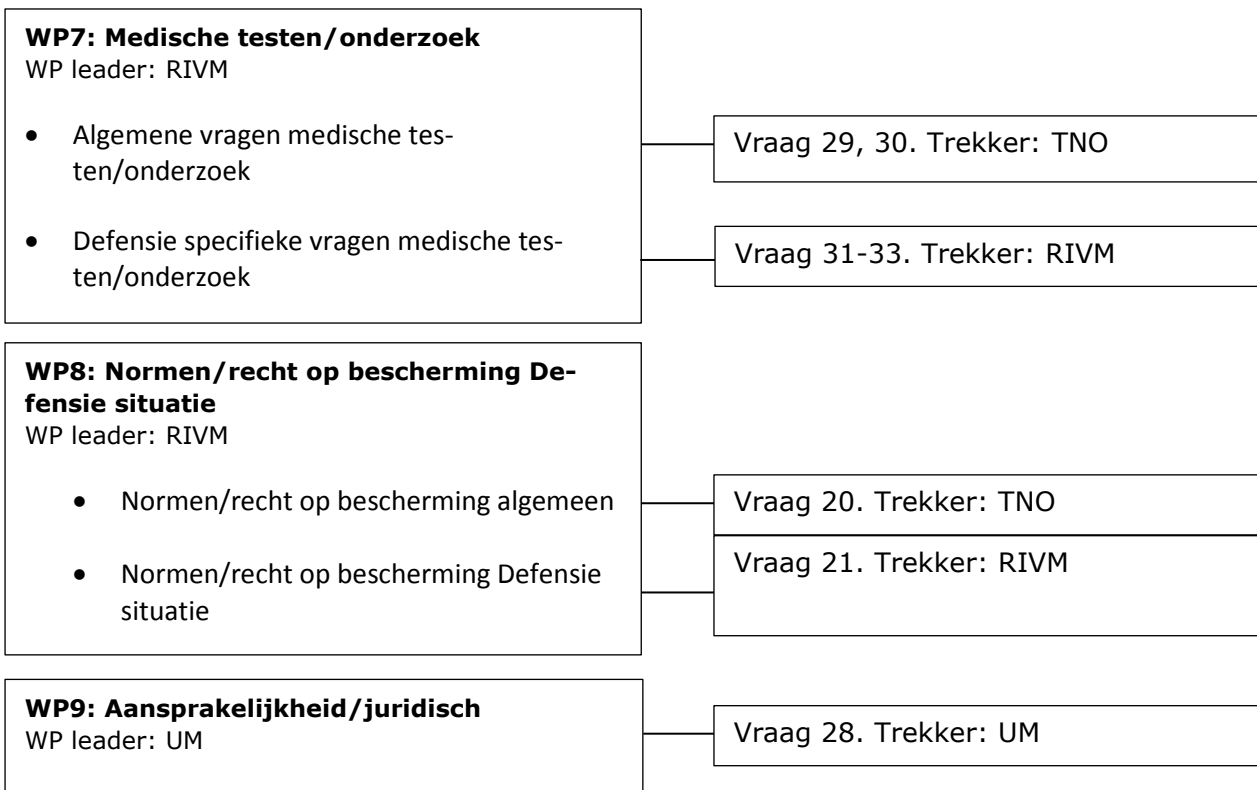 WP7: Medische testen/onderzoek
WP leader: RIVM
• Algemene vragen medische tes-
ten/onderzoek
Vraag 29, 30. Trekker: TNO
• Defensie specifieke vragen medische tes-
ten/onderzoek
Vraag 31-33. Trekker: RIVM
WP8: Normen/recht op bescherming De-
fensie situatie
WP leader: RIVM
• Normen/recht op bescherming algemeen
Vraag 20. Trekker: TNO
• Normen/recht op bescherming Defensie
situatie
Vraag 21. Trekker: RIVM
WP9: Aansprakelijkheid/juridisch
WP leader: UM
Vraag 28. Trekker: UM